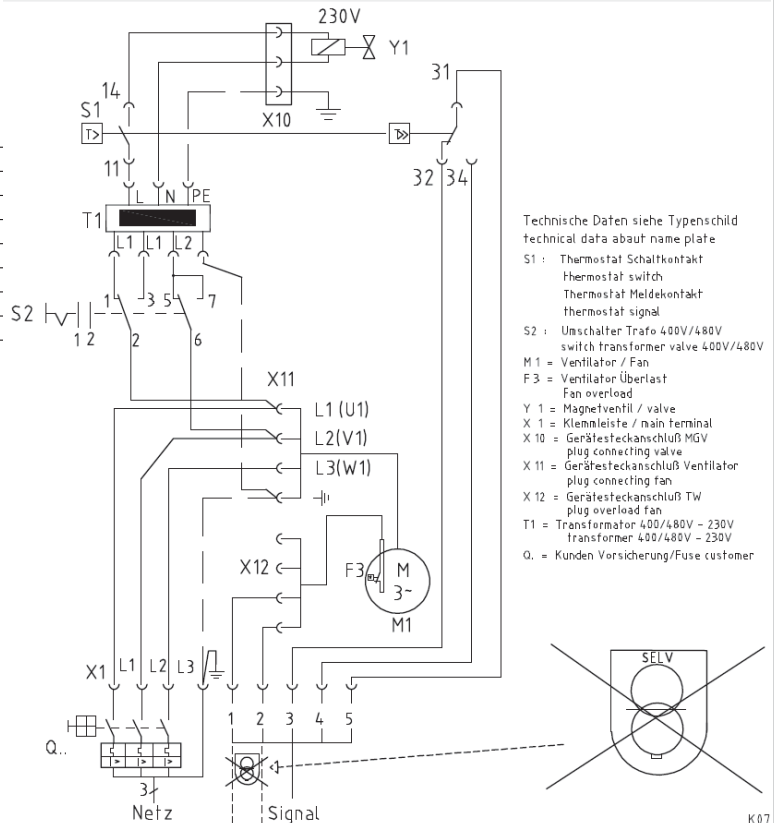 230V
Y1
31
14
S1
T>
T>>
X10
11
32 34
L N PE
T1
L1 L1 L2
S2
1 2
1 3 5 7
2 6
X11
L1 (U1)
L2(V1)
L3(W1)
X12
F3
M
3~
M1
X1 L1 L2 L3
1 2 3 4 5
Q..
I> I> I>
3
Netz
Signal
Technische Daten siehe Typenschild
technical data abaut name plate
S1 : Thermostat Schaltkontakt
thermostat switch
Thermostat Meldekontakt
thermostat signal
S2 : Umschalter Trafo 400V/480V
switch transformer valve 400V/480V
M 1 = Ventilator / Fan
F 3 = Ventilator Überlast
Fan overload
Y 1 = Magnetventil / valve
X 1 = Klemmleiste / main terminal
X 10 = Gerätesteckanschluß MGV
plug connecting valve
X 11 = Gerätesteckanschluß Ventilator
plug connecting fan
X 12 = Gerätesteckanschluß TW
plug overload fan
T1 = Transformator 400/480V - 230V
transformer 400/480V - 230V
Q. = Kunden Vorsicherung/Fuse customer
SELV
K07